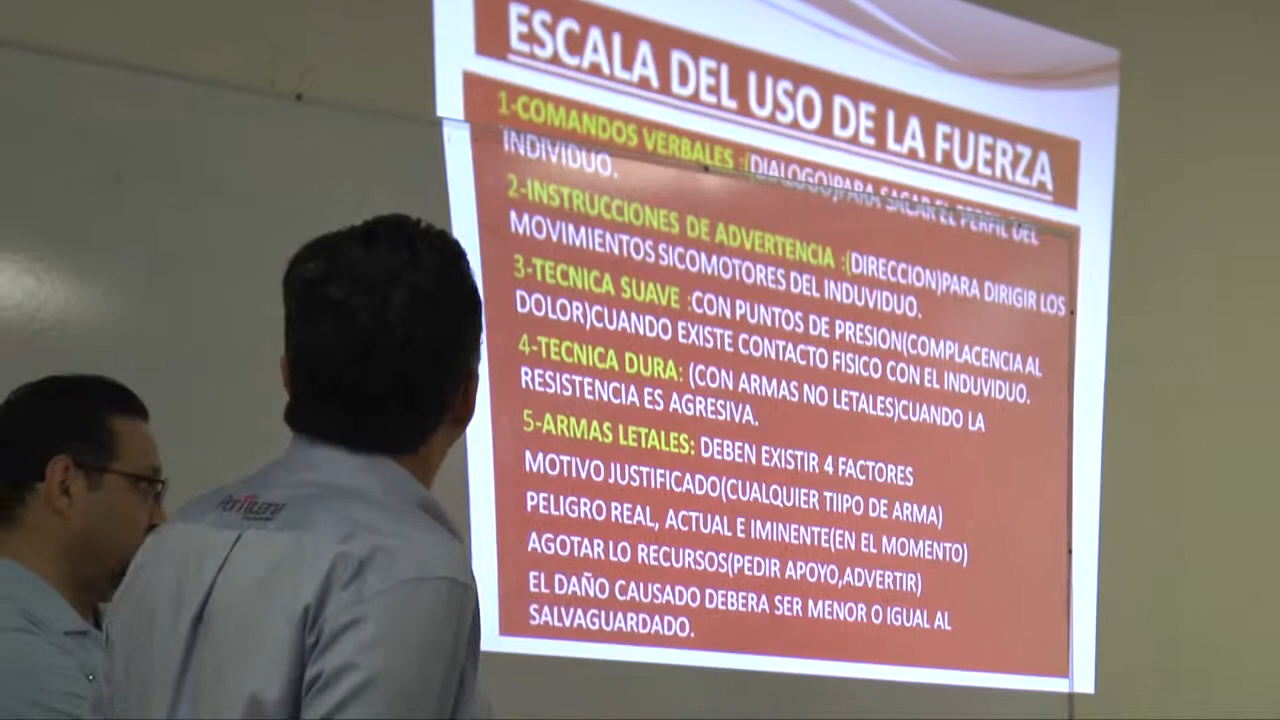 ESCALA DEL USO DE LA FUERZA
1-COMANDOS VERBALES :(DIALOGO)PARA SACAR EL PERFIL DEL
INDIVIDUO.
2-INSTRUCCIONES DE ADVERTENCIA :(DIRECCION)PARA DIRIGIR LOS
MOVIMIENTOS SICOMOTORES DEL INDUVIDUO.
3-TECNICA SUAVE :CON PUNTOS DE PRESION(COMPLACENCIA AL
DOLOR)CUANDO EXISTE CONTACTO FISICO CON EL INDUVIDUO.
4-TECNICA DURA: (CON ARMAS NO LETALES)CUANDO LA
RESISTENCIA ES AGRESIVA.
5-ARMAS LETALES: DEBEN EXISTIR 4 FACTORES
MOTIVO JUSTIFICADO(CUALQUIER TIIPO DE ARMA)
PELIGRO REAL, ACTUAL E IMINENTE(EN EL MOMENTO)
AGOTAR LO RECURSOS(PEDIR APOYO,ADVERTIR)
EL DAÑO CAUSADO DEBERA SER MENOR O IGUAL AL
SALVAGUARDADO.